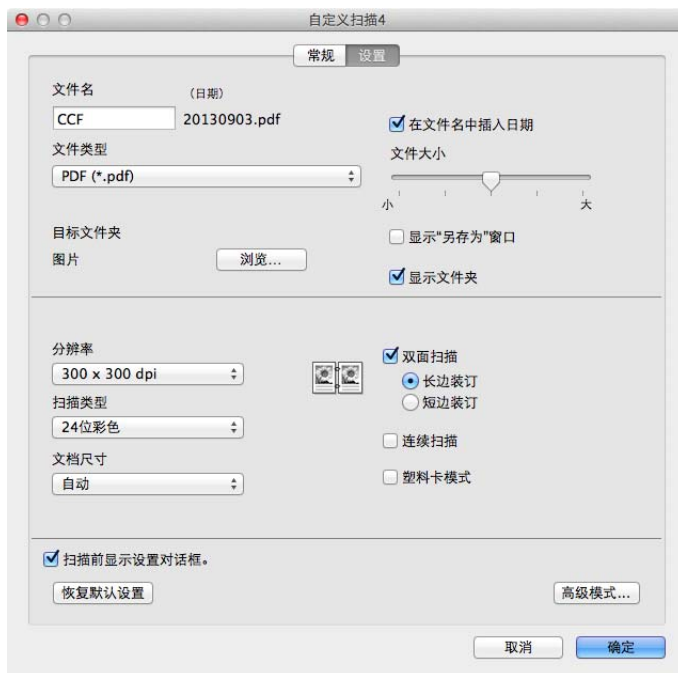 自定义扫描4
常规 设置
文件名 （日期）
CCF 20130903.pdf
在文件名中插入日期
文件类型
文件大小
PDF (*.pdf)
小 大
目标文件夹
显示“另存为”窗口
图片 浏览...
显示文件夹
分辨率
双面扫描
300 x 300 dpi
长边装订
扫描类型
短边装订
24位彩色
连续扫描
文档尺寸
自动
塑料卡模式
扫描前显示设置对话框。
恢复默认设置 高级模式...
取消 确定